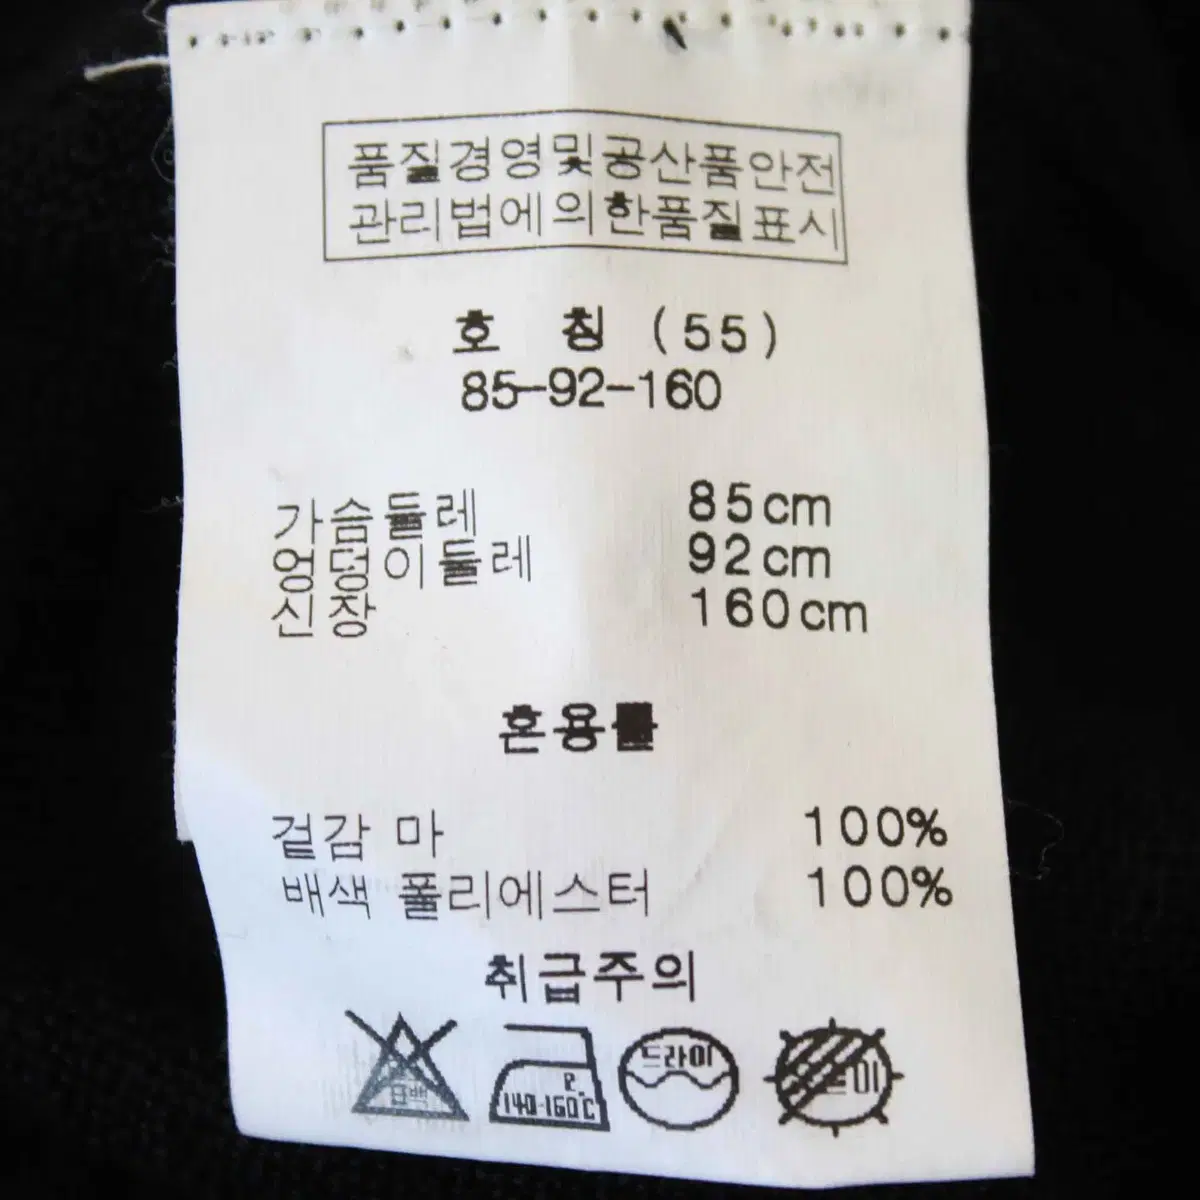 품질경영및공산품안전
관리법에의한품질표시
호 칭 (55)
85-92-160
가슴둘레 85cm
엉덩이둘레 92cm
신장 160cm
혼용률
겉감 마 100%
배색 폴리에스터 100%
취급주의
표백
140-160℃
드라이